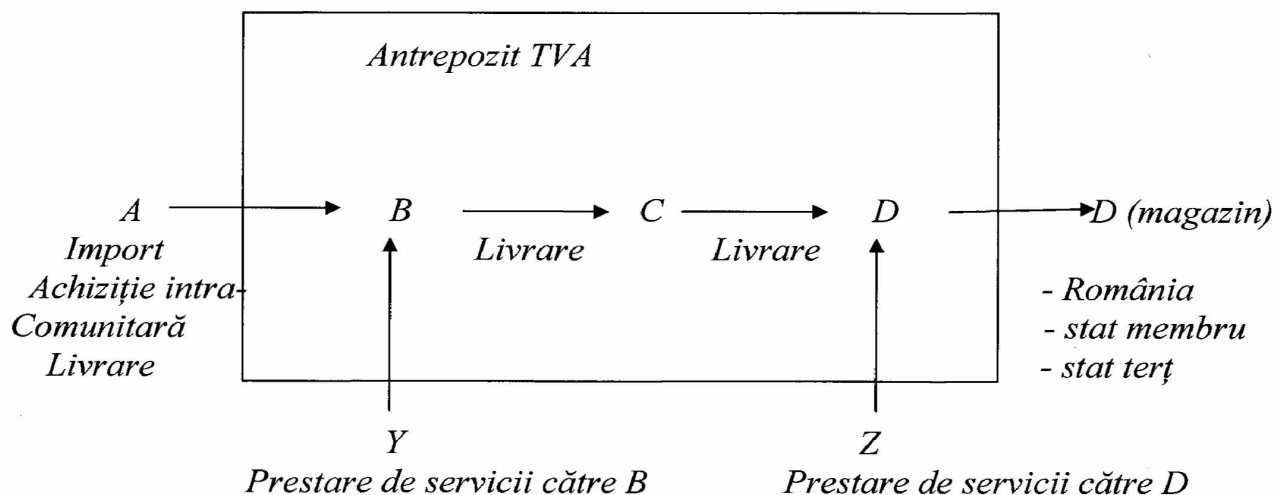 Antrepozit TVA
A B C D D (magazin)
Import Livrare Livrare
Achiziție intra- - România
Comunitară - stat membru
Livrare - stat terț
Y Z
Prestare de servicii către B Prestare de servicii către D